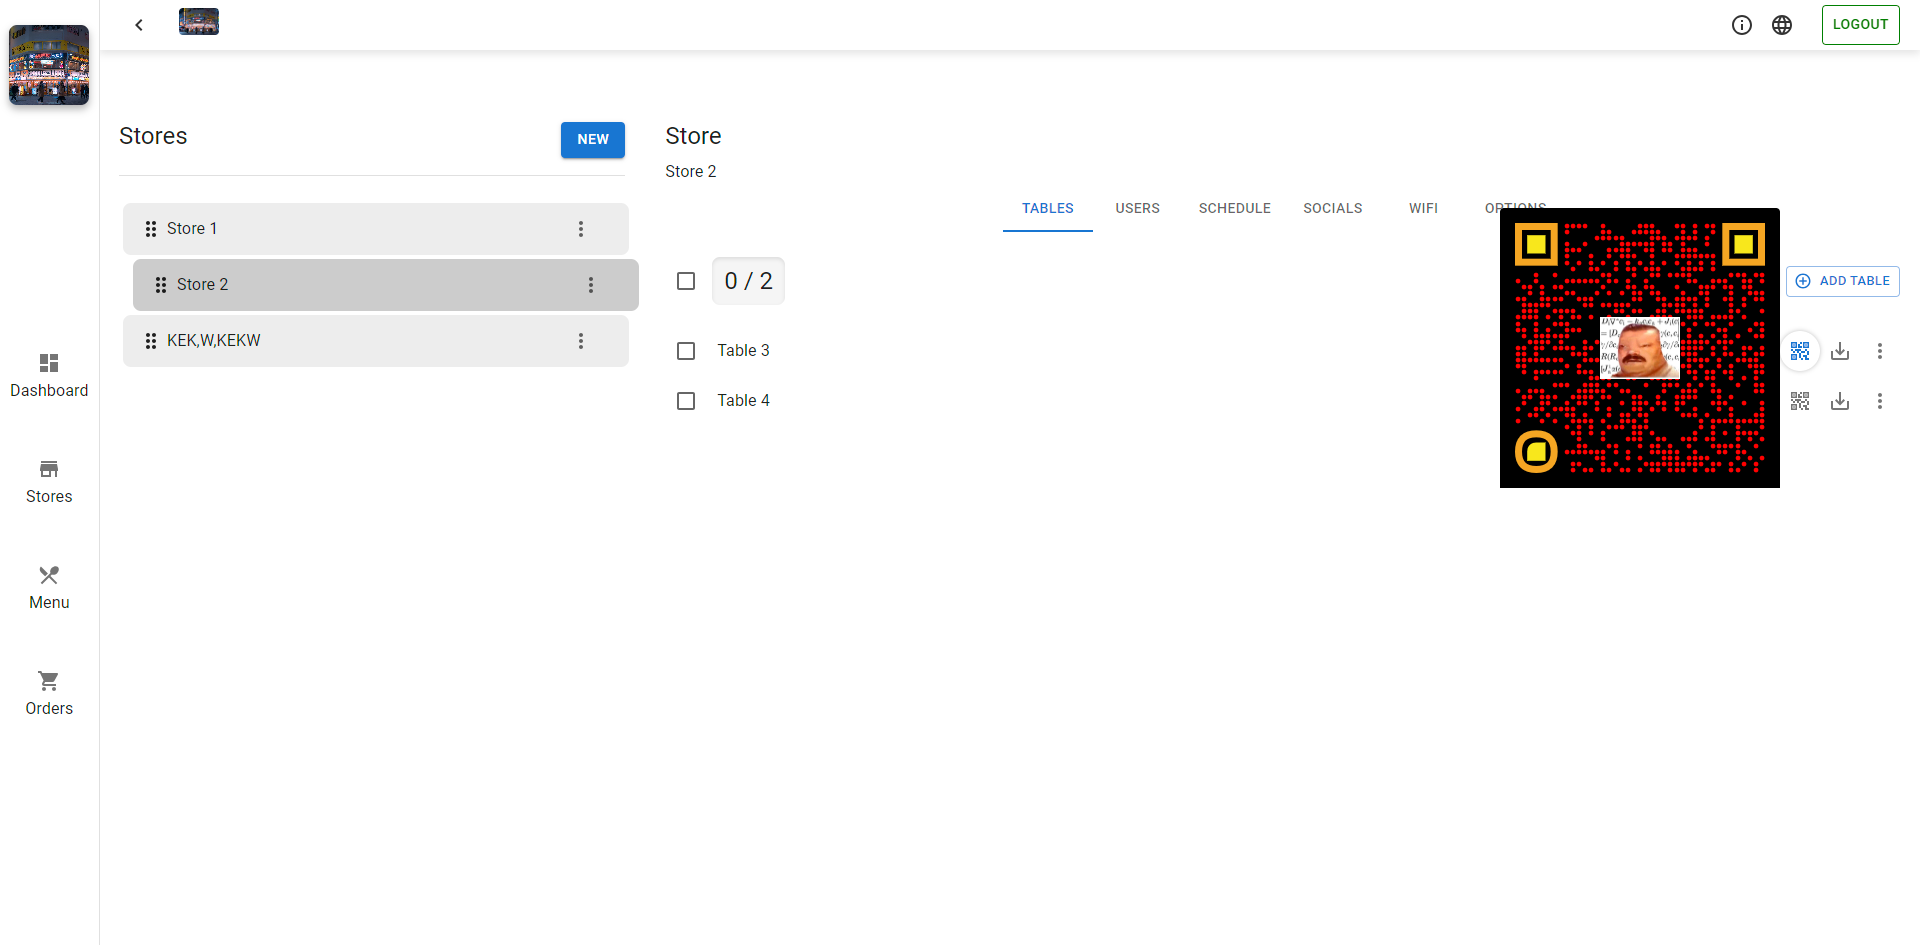 LOGOUT
Stores
NEW
Store
Store 2
TABLES
USERS
SCHEDULE
SOCIALS
WIFI
OPTIONS
Store 1
Store 2
KEK,W,KEKW
0 / 2
ADD TABLE
Table 3
Table 4
Dashboard
Stores
Menu
Orders